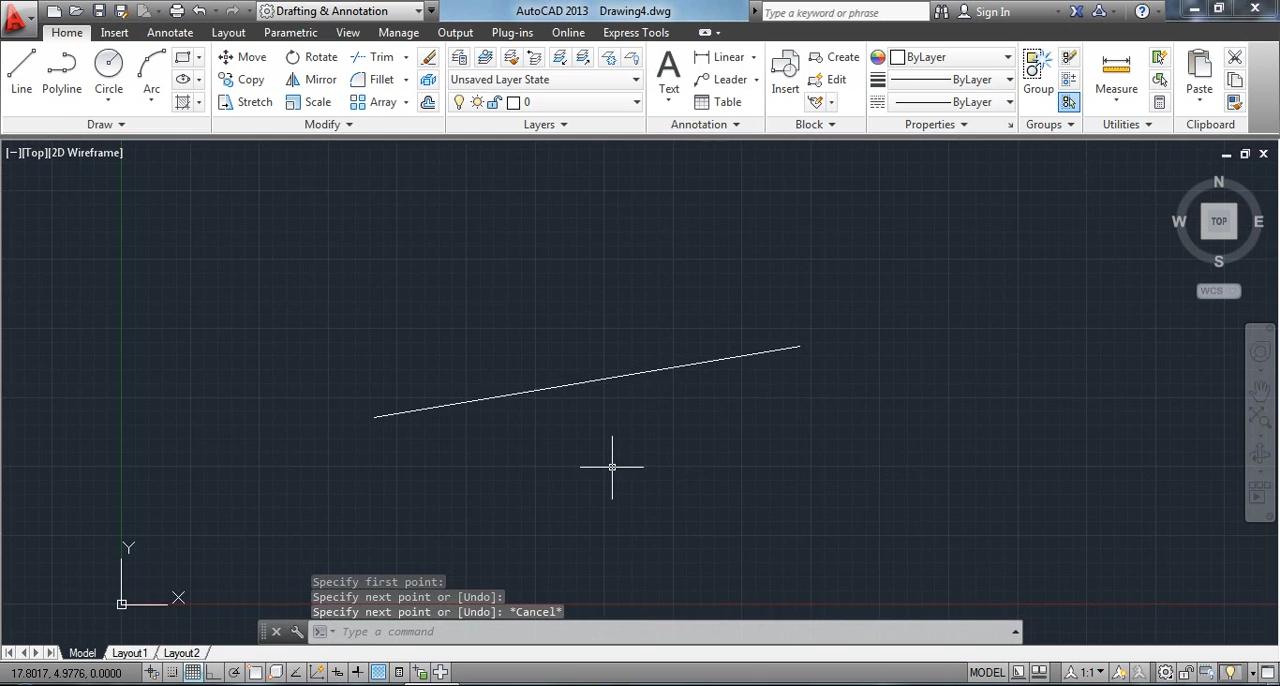 Drafting & Annotation
AutoCAD 2013 Drawing4.dwg
Type a keyword or phrase
Sign In
Home Insert Annotate Layout Parametric View Manage Output Plug-ins Online Express Tools
Line
Polyline
Circle
Arc
Draw
Move
Rotate
Trim
Copy
Mirror
Fillet
Stretch
Scale
Array
Modify
Unsaved Layer State
0
Layers
Text
Linear
Leader
Table
Annotation
Insert
Create
Edit
Block
ByLayer
ByLayer
ByLayer
Properties
Group
Groups
Measure
Utilities
Paste
Clipboard
[−][Top][2D Wireframe]
N
W
TOP
E
S
WCS
Y
X
Specify first point:
Specify next point or [Undo]:
Specify next point or [Undo]: *Cancel*
Type a command
Model Layout1 Layout2
17.8017, 4.9776, 0.0000
MODEL
1:1